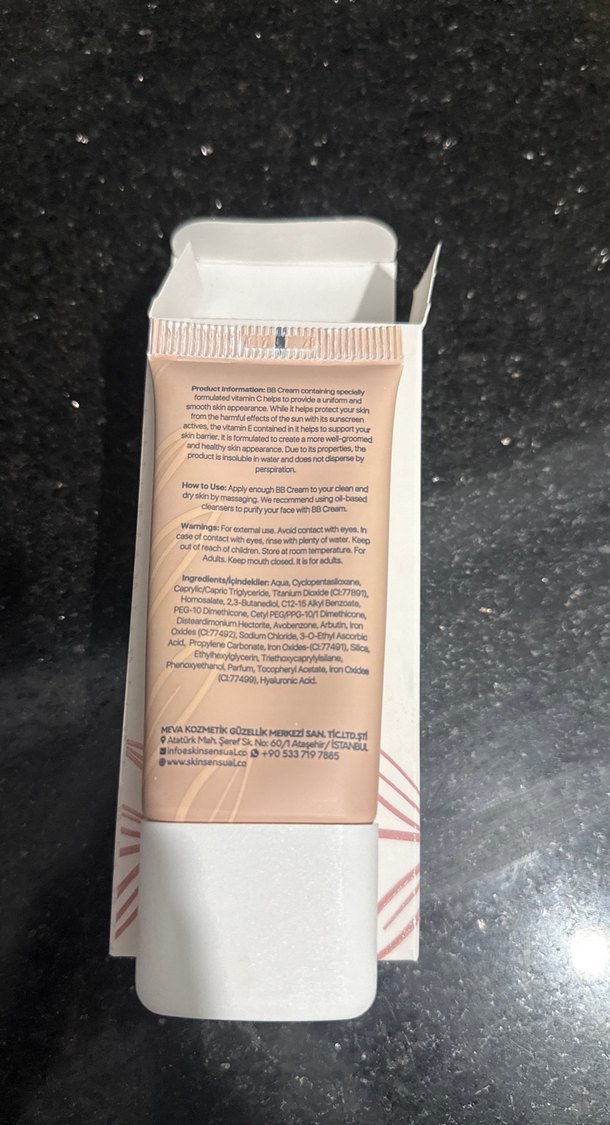 Product Information: BB Cream containing specially
formulated vitamin C helps to provide a uniform and
smooth skin appearance. While it helps protect your skin
from the harmful effects of the sun with its sunscreen
actives, the vitamin E contained in it helps to support your
skin barrier. It is formulated to create a more well-groomed
and healthy skin appearance. Due to its properties, the
product is insoluble in water and does not disperse by
perspiration.
How to Use: Apply enough BB Cream to your clean and
dry skin by massaging. We recommend using oil-based
cleansers to purify your face with BB Cream.
Warnings: For external use. Avoid contact with eyes. In
case of contact with eyes, rinse with plenty of water. Keep
out of reach of children. Store at room temperature. For
Adults. Keep mouth closed. It is for adults.
Ingredients/İçindekiler: Aqua, Cyclopentasiloxane,
Caprylic/Capric Triglyceride, Titanium Dioxide (CI:77891),
Homosalate, 2,3-Butanediol, C12-15 Alkyl Benzoate,
PEG-10 Dimethicone, Cetyl PEG/PPG-10/1 Dimethicone,
Disteardimonium Hectorite, Avobenzone, Arbutin, Iron
Oxides (CI:77492), Sodium Chloride, 3-O-Ethyl Ascorbic
Acid, Propylene Carbonate, Iron Oxides-(CI:77491), Silica,
Ethylhexylglycerin, Triethoxycaprylylsilane,
Phenoxyethanol, Parfum, Tocopheryl Acetate, Iron Oxides
(CI:77499), Hyaluronic Acid.
MEVA KOZMETİK GÜZELLİK MERKEZİ SAN. TİC.LTD.ŞTİ
Atatürk Mah. Şeref Sk. No: 60/1 Ataşehir/ İSTANBUL
info@skinsensual.co +90 533 719 7885
www.skinsensual.co